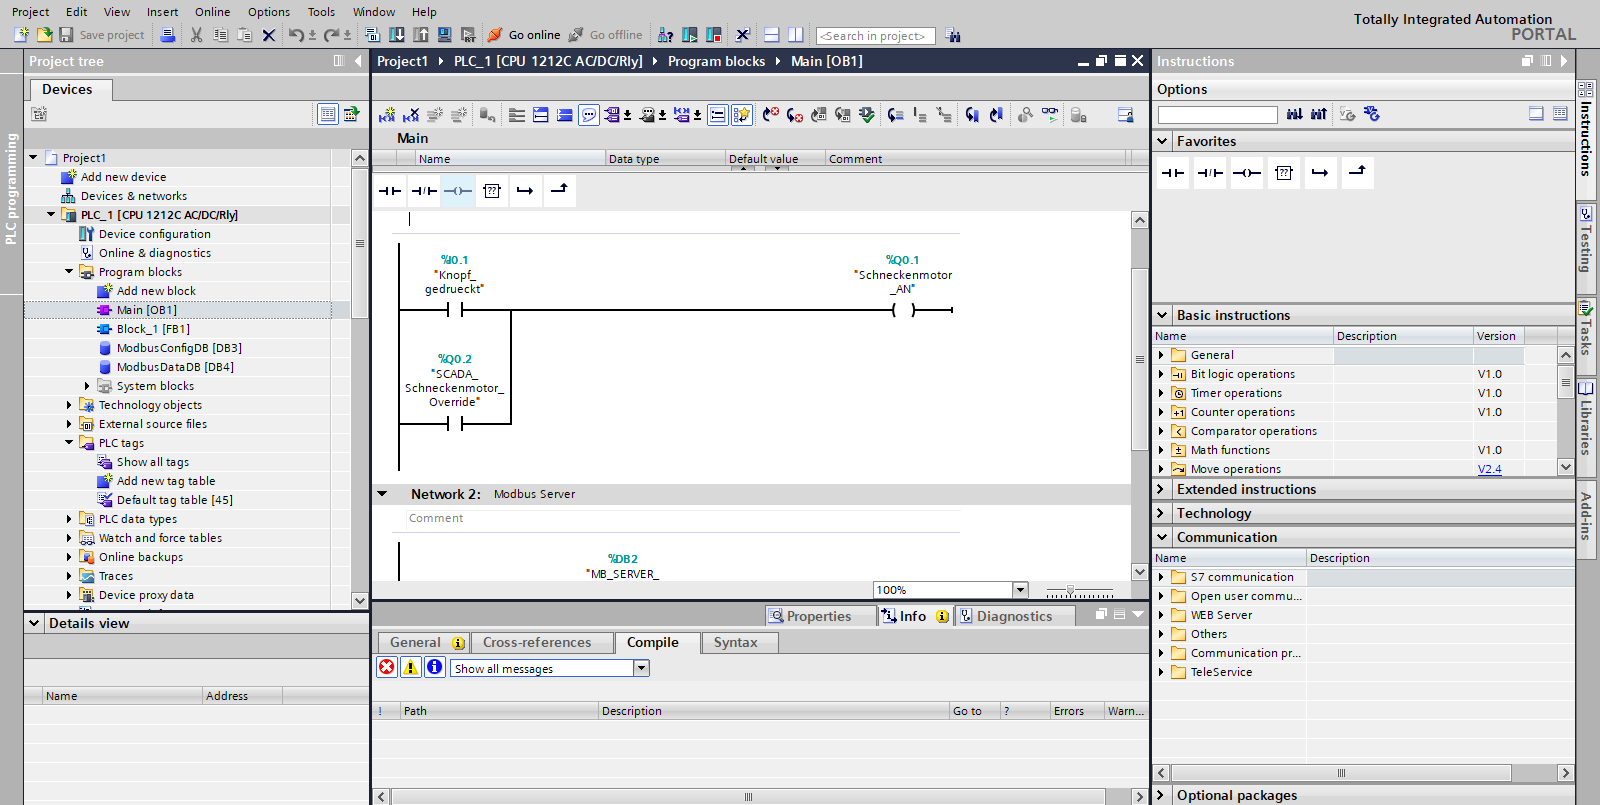 Project Edit View Insert Online Options Tools Window Help
Totally Integrated Automation
PORTAL
Save project
Go online
Go offline
<Search in project>
Project tree
Devices
PLC programming
Project1
Add new device
Devices & networks
PLC_1 [CPU 1212C AC/DC/Rly]
Device configuration
Online & diagnostics
Program blocks
Add new block
Main [OB1]
Block_1 [FB1]
ModbusConfigDB [DB3]
ModbusDataDB [DB4]
System blocks
Technology objects
External source files
PLC tags
Show all tags
Add new tag table
Default tag table [45]
PLC data types
Watch and force tables
Online backups
Traces
Device proxy data
Details view
Name Address
Project1 PLC_1 [CPU 1212C AC/DC/Rly] Program blocks Main [OB1]
Main
Name Data type Default value Comment
??
%I0.1
"Knopf_
gedrueckt"
%Q0.1
"Schneckenmotor
_AN"
%Q0.2
"SCADA_
Schneckenmotor_
Override"
Network 2: Modbus Server
Comment
%DB2
"MB_SERVER_
100%
Properties Info Diagnostics
General Cross-references Compile Syntax
Show all messages
! Path Description Go to ? Errors Warn...
Instructions
Options
Favorites
??
Basic instructions
Name Description Version
General
Bit logic operations V1.0
Timer operations V1.0
Counter operations V1.0
Comparator operations
Math functions V1.0
Move operations V2.4
Extended instructions
Technology
Communication
Name Description
S7 communication
Open user commu...
WEB Server
Others
Communication pr...
TeleService
Optional packages
Instructions
Testing
Tasks
Libraries
Add-ins